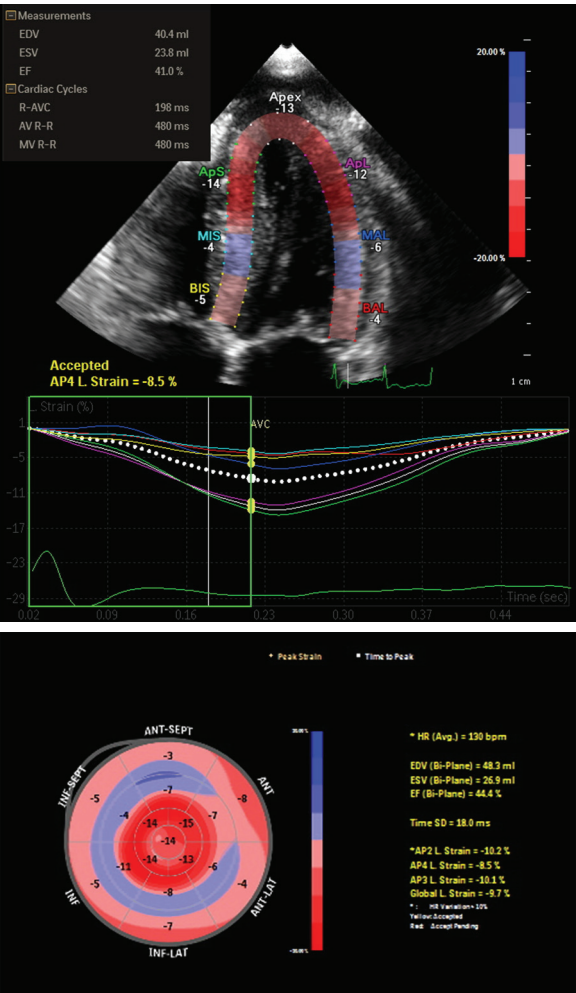 Measurements
EDV 40.4 ml
ESV 23.8 ml
EF 41.0 %
Cardiac Cycles
R-AVC 198 ms
AV R-R 480 ms
MV R-R 480 ms
20.00 %
-20.00 %
Apex
-13
ApS
-14
ApL
-12
MIS
-4
MAL
-6
BIS
-5
BAL
-4
Accepted
AP4 L. Strain = -8.5 %
1 cm
L. Strain (%)
AVC
1
-5
-11
-17
-23
-29
0.02 0.09 0.16 0.23 0.30 0.37 0.44 Time (sec)
Peak Strain Time to Peak
ANT-SEPT
INF-SEPT
ANT
INF
ANT-LAT
INF-LAT
-3
-5 -7 -8
-4 -14 -15 -7
-14
-11 -14 -13 -6
-5 -8 -4
-7
* HR (Avg.) = 130 bpm
EDV (Bi-Plane) = 48.3 ml
ESV (Bi-Plane) = 26.9 ml
EF (Bi-Plane) = 44.4 %
Time SD = 18.0 ms
*AP2 L. Strain = -10.2 %
AP4 L. Strain = -8.5 %
AP3 L. Strain = -10.1 %
Global L. Strain = -9.7 %
* : HR Variation > 10%
Yellow: Accepted
Red: Accept Pending